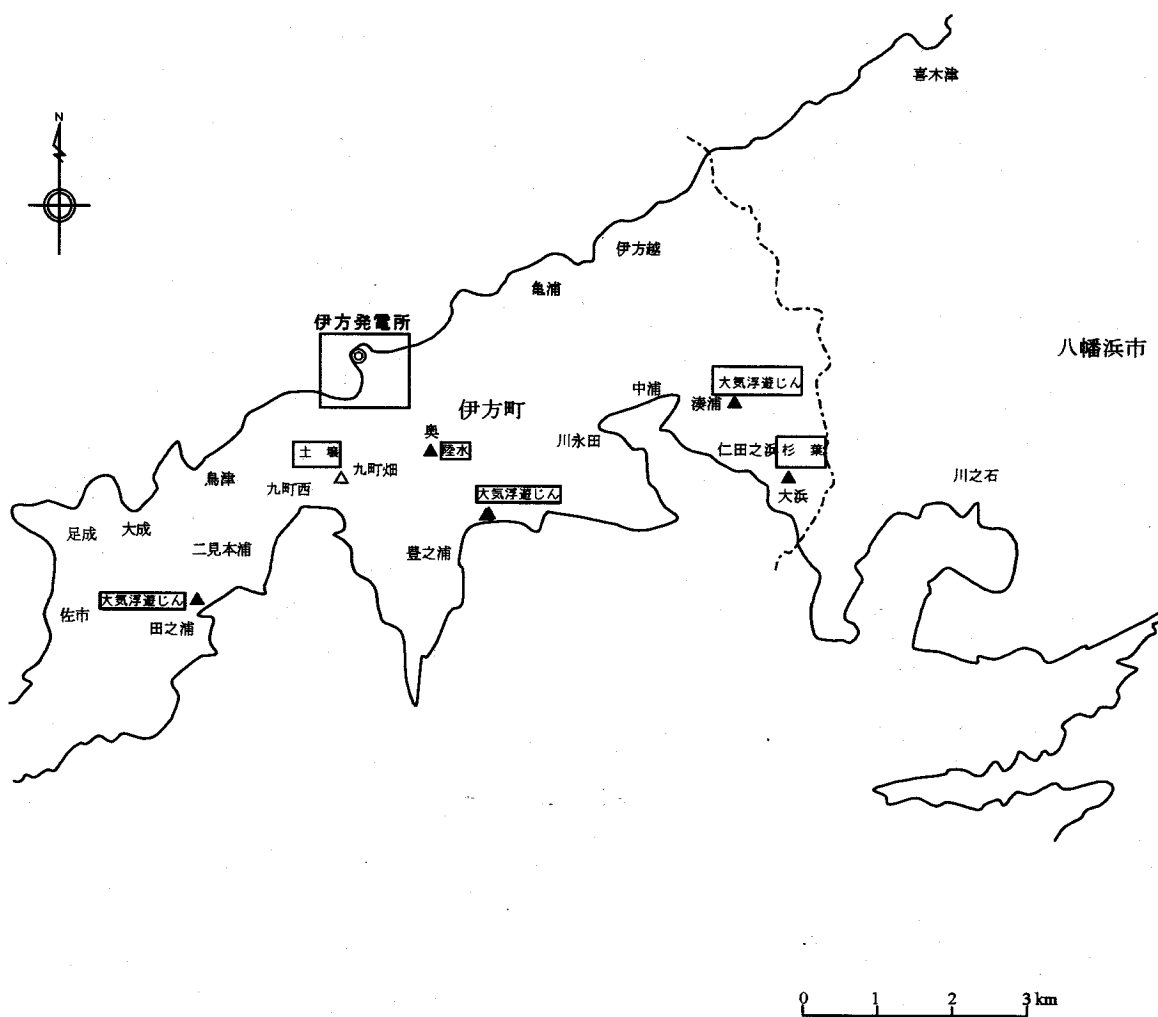 喜木津
N
伊方越
亀浦
伊方発電所
八幡浜市
大気浮遊じん
中浦
湊浦
伊方町
奥
陸水
川永田
仁田之浜
杉 葉
土 壌
九町畑
鳥津
九町西
川之石
大気浮遊じん
大浜
足成
大成
二見本浦
豊之浦
大気浮遊じん
佐市
田之浦
0 1 2 3 km